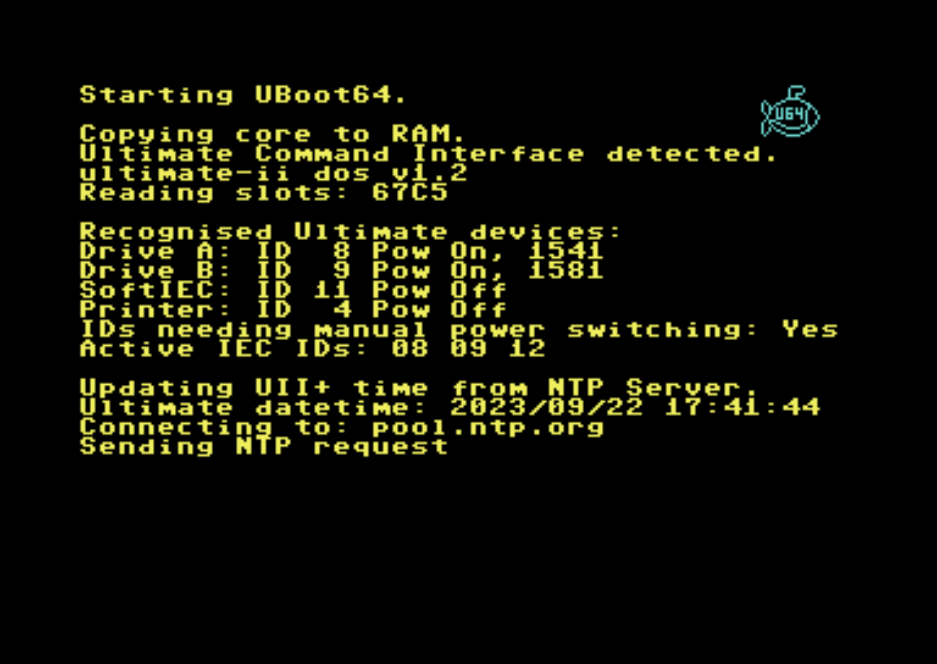 Starting UBoot64.
U64
Copying core to RAM.
Ultimate Command Interface detected.
ultimate-ii dos v1.2
Reading slots: 67C5
Recognised Ultimate devices:
Drive A: ID  8 Pow On, 1541
Drive B: ID  9 Pow On, 1581
SoftIEC: ID 11 Pow Off
Printer: ID  4 Pow Off
IDs needing manual power switching: Yes
Active IEC IDs: 08 09 12
Updating UII+ time from NTP Server.
Ultimate datetime: 2023/09/22 17:41:44
Connecting to: pool.ntp.org
Sending NTP request